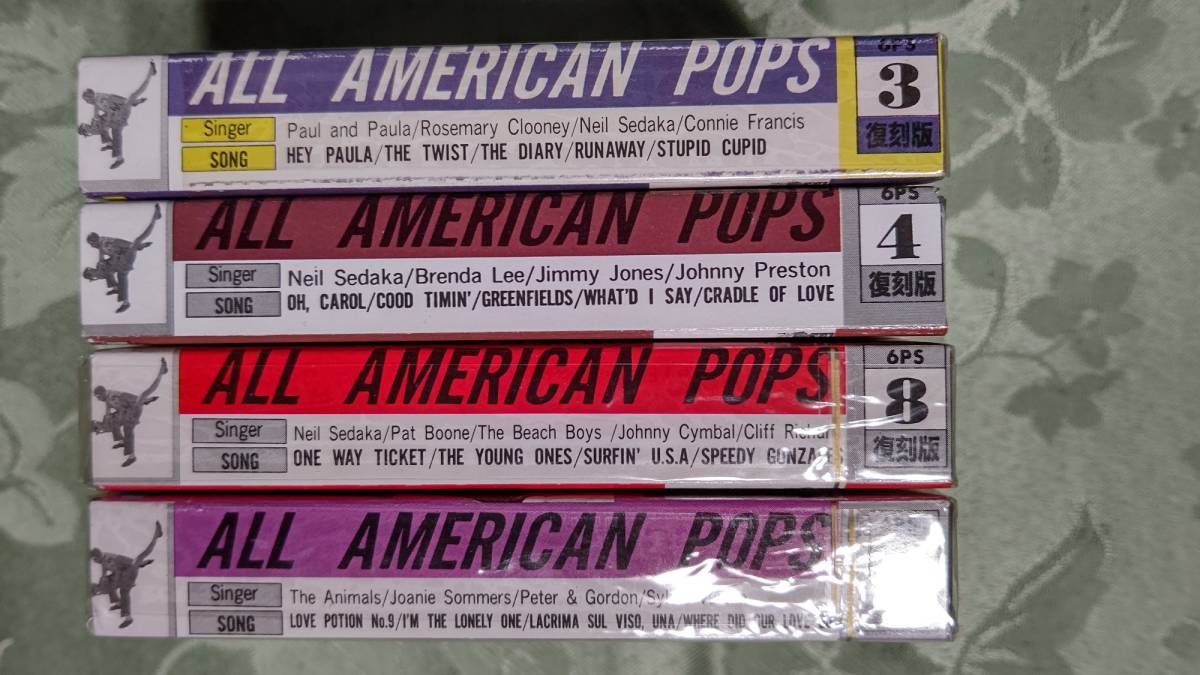 ALL AMERICAN POPS
6PS
3
復刻版
Singer Paul and Paula/Rosemary Clooney/Neil Sedaka/Connie Francis
SONG HEY PAULA/THE TWIST/THE DIARY/RUNAWAY/STUPID CUPID
ALL AMERICAN POPS
6PS
4
復刻版
Singer Neil Sedaka/Brenda Lee/Jimmy Jones/Johnny Preston
SONG OH, CAROL/COOD TIMIN'/GREENFIELDS/WHAT'D I SAY/CRADLE OF LOVE
ALL AMERICAN POPS
6PS
8
復刻版
Singer Neil Sedaka/Pat Boone/The Beach Boys /Johnny Cymbal/Cliff Richar
SONG ONE WAY TICKET/THE YOUNG ONES/SURFIN' U.S.A/SPEEDY GUNZALES
ALL AMERICAN POPS
Singer The Animals/Joanie Sommers/Peter & Gordon/
SONG LOVE POTION No.9/I'M THE LONELY ONE/LACRIMA SUL VISO, UNA/WHERE DID OUR LOVE